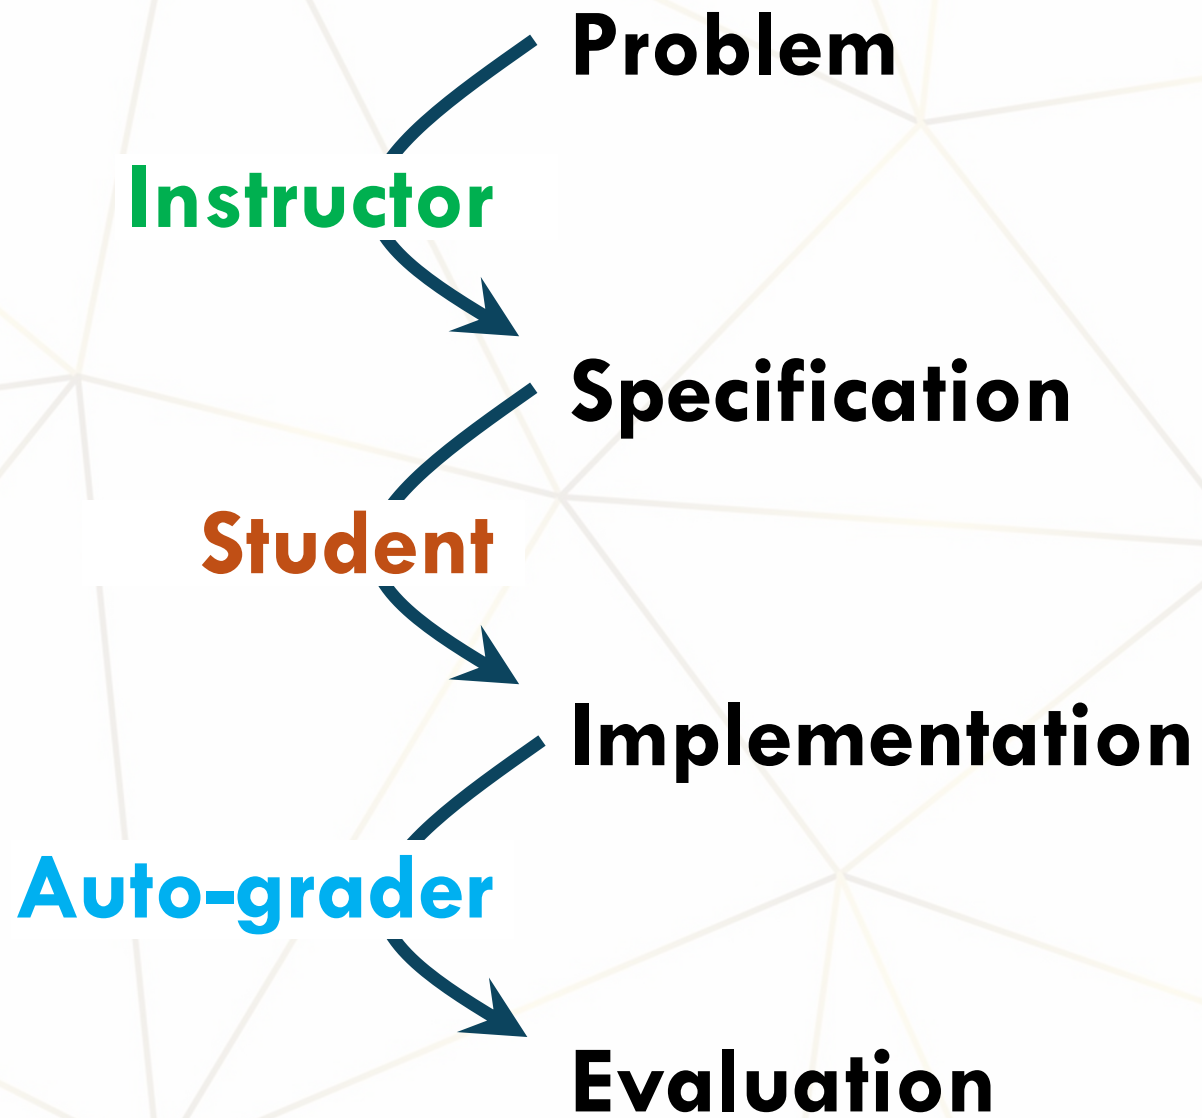 Problem
Instructor
Specification
Student
Implementation
Auto-grader
Evaluation